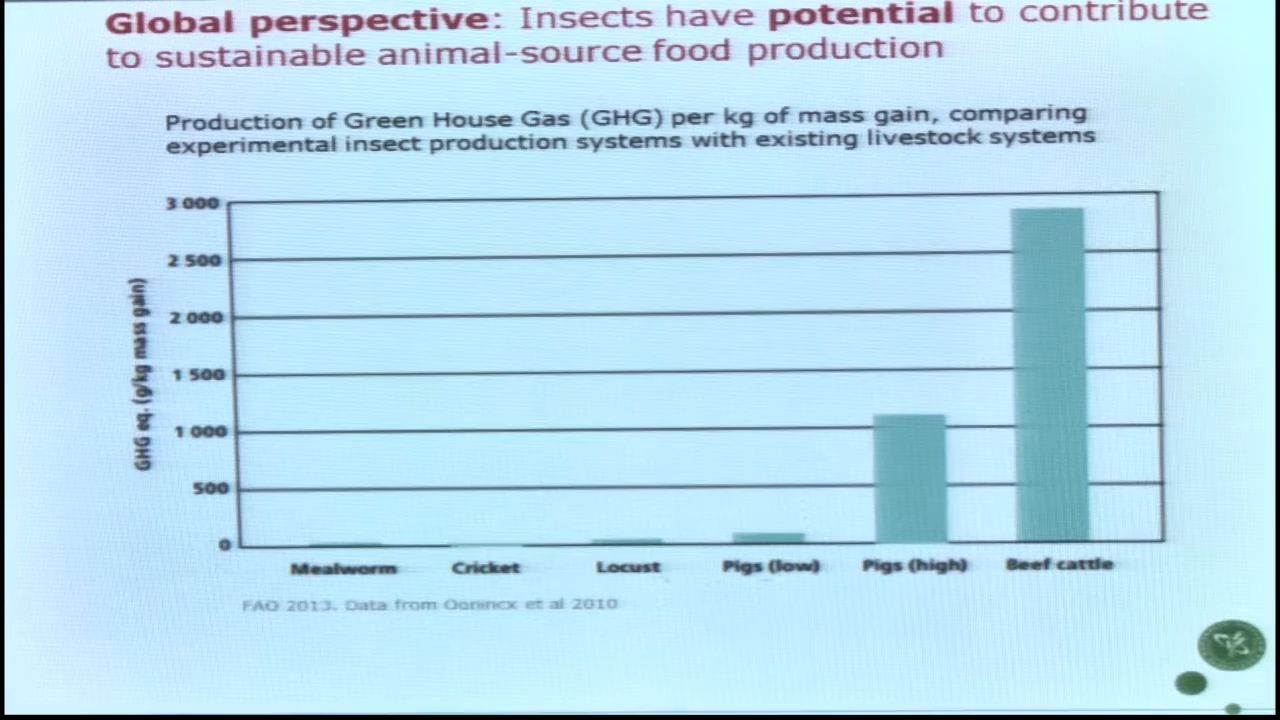 Global perspective: Insects have potential to contribute
to sustainable animal-source food production
Production of Green House Gas (GHG) per kg of mass gain, comparing
experimental insect production systems with existing livestock systems
GHG eq. (g/kg mass gain)
3 000
2 500
2 000
1 500
1 000
500
0
Mealworm Cricket Locust Pigs (low) Pigs (high) Beef cattle
FAO 2013. Data from Oonincx et al 2010